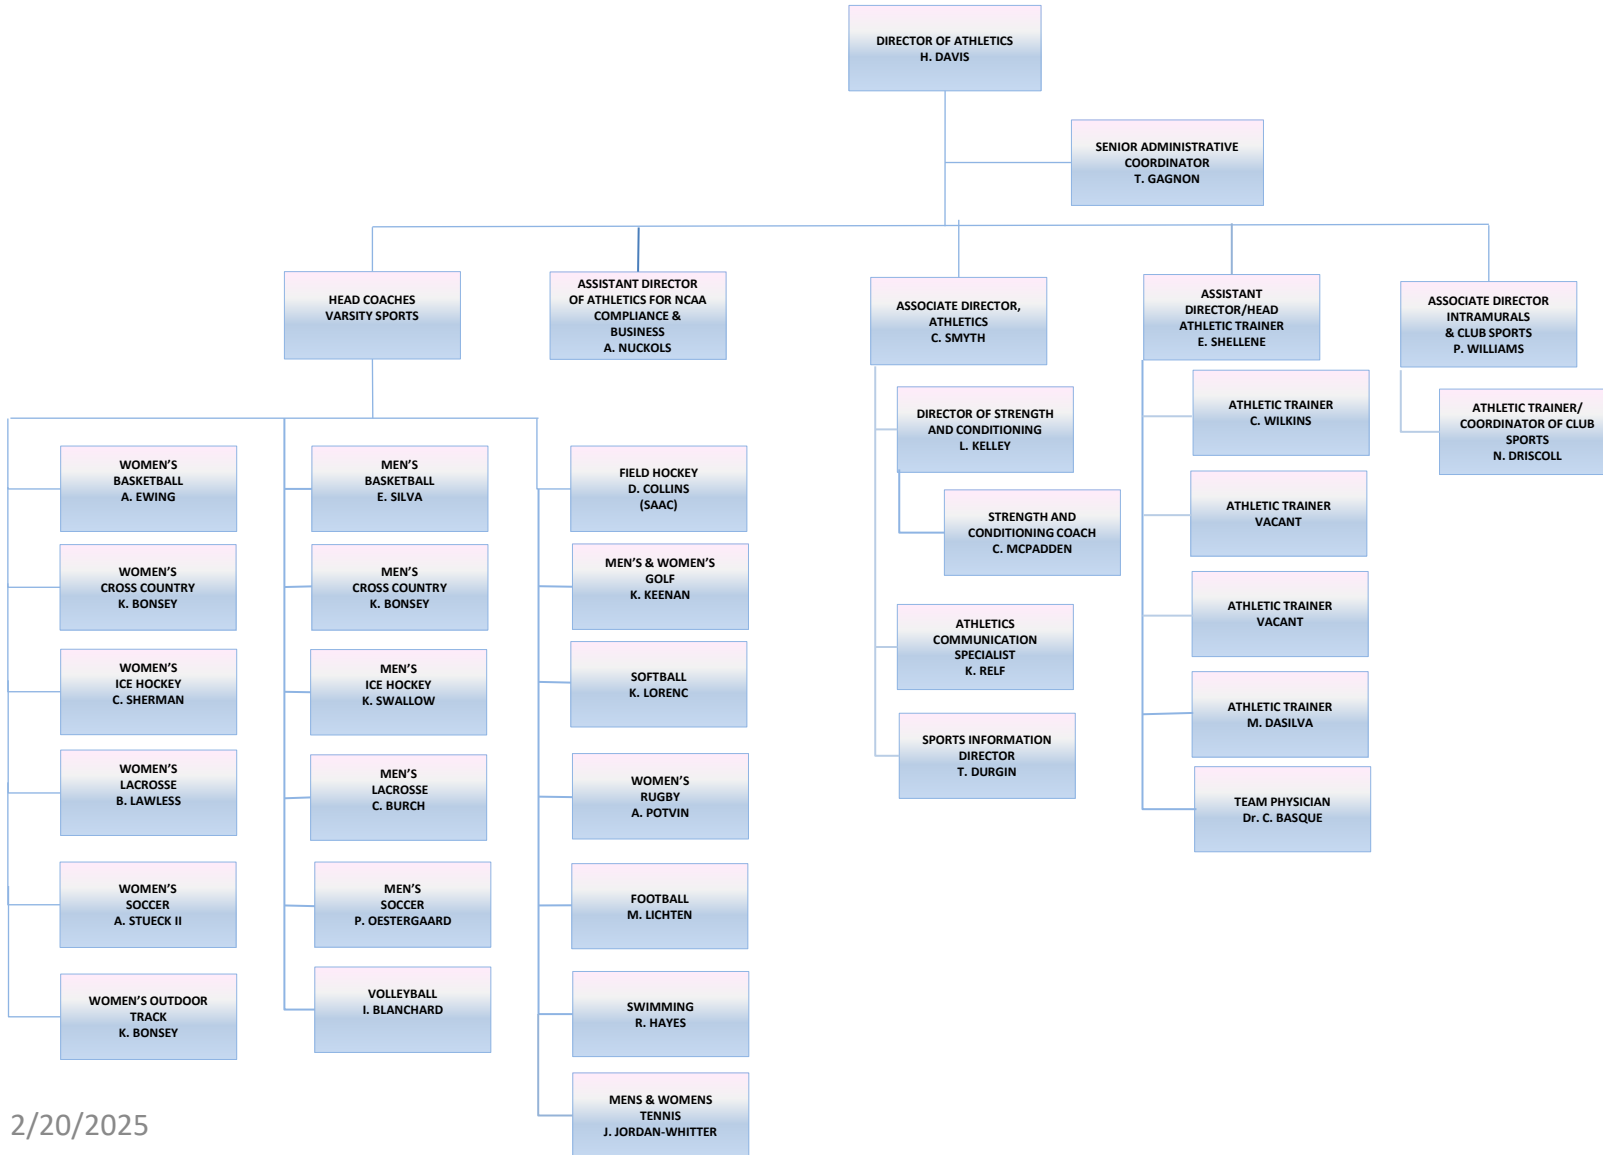 DIRECTOR OF ATHLETICS
H. DAVIS
SENIOR ADMINISTRATIVE
COORDINATOR
T. GAGNON
HEAD COACHES
VARSITY SPORTS
ASSISTANT DIRECTOR
OF ATHLETICS FOR NCAA
COMPLIANCE &
BUSINESS
A. NUCKOLS
ASSOCIATE DIRECTOR,
ATHLETICS
C. SMYTH
ASSISTANT
DIRECTOR/HEAD
ATHLETIC TRAINER
E. SHELLENE
ASSOCIATE DIRECTOR
INTRAMURALS
& CLUB SPORTS
P. WILLIAMS
WOMEN'S
BASKETBALL
A. EWING
WOMEN'S
CROSS COUNTRY
K. BONSEY
WOMEN'S
ICE HOCKEY
C. SHERMAN
WOMEN'S
LACROSSE
B. LAWLESS
WOMEN'S
SOCCER
A. STUECK II
WOMEN'S OUTDOOR
TRACK
K. BONSEY
MEN'S
BASKETBALL
E. SILVA
MEN'S
CROSS COUNTRY
K. BONSEY
MEN'S
ICE HOCKEY
K. SWALLOW
MEN'S
LACROSSE
C. BURCH
MEN'S
SOCCER
P. OESTERGAARD
VOLLEYBALL
I. BLANCHARD
FIELD HOCKEY
D. COLLINS
(SAAC)
MEN'S & WOMEN'S
GOLF
K. KEENAN
SOFTBALL
K. LORENC
WOMEN'S
RUGBY
A. POTVIN
FOOTBALL
M. LICHTEN
SWIMMING
R. HAYES
MENS & WOMENS
TENNIS
J. JORDAN-WHITTER
DIRECTOR OF STRENGTH
AND CONDITIONING
L. KELLEY
STRENGTH AND
CONDITIONING COACH
C. MCPADDEN
ATHLETICS
COMMUNICATION
SPECIALIST
K. RELF
SPORTS INFORMATION
DIRECTOR
T. DURGIN
ATHLETIC TRAINER
C. WILKINS
ATHLETIC TRAINER
VACANT
ATHLETIC TRAINER
VACANT
ATHLETIC TRAINER
M. DASILVA
TEAM PHYSICIAN
Dr. C. BASQUE
ATHLETIC TRAINER/
COORDINATOR OF CLUB
SPORTS
N. DRISCOLL
2/20/2025